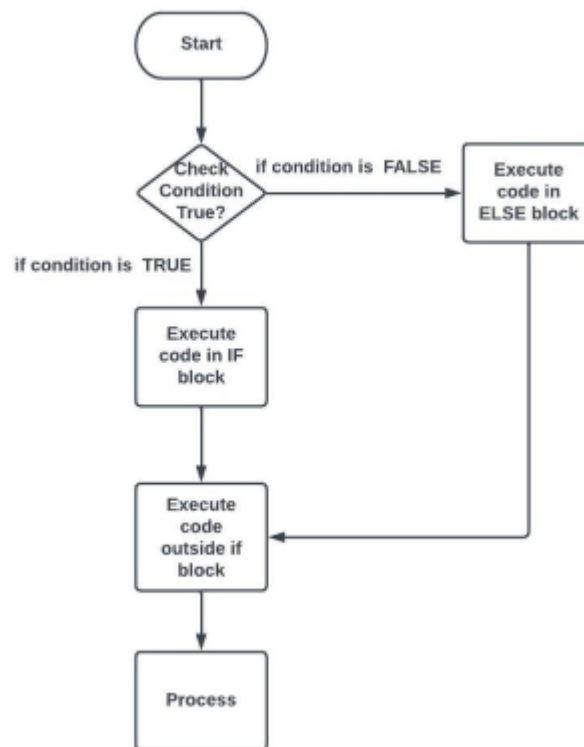 Start
Check
Condition
True?
if condition is FALSE
Execute
code in
ELSE block
if condition is TRUE
Execute
code in IF
block
Execute
code
outside if
block
Process